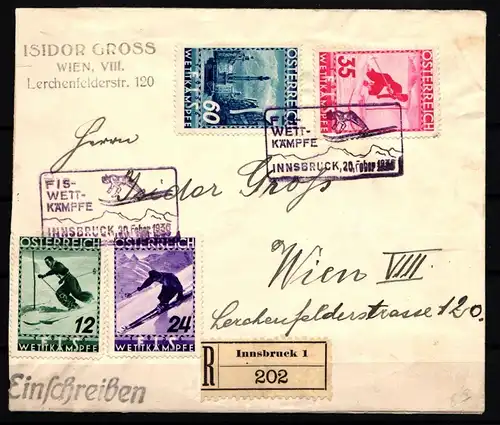 ISIDOR GROSS
WIEN, VIII.
Lerchenfelderstr. 120
60
ÖSTERREICH
WETTKÄMPFE
35
ÖSTERREICH
WETTKÄMPFE
FIS-
WETT-
KÄMPFE
INNSBRUCK, 20. Feber 1936
Herrn
Isidor Gross
FIS-
WETT-
KÄMPFE
INNSBRUCK, 20. Feber 1936
Wien VIII
Lerchenfelderstrasse 120.
ÖSTERREICH
12
WETTKÄMPFE
ÖSTERREICH
24
WETTKÄMPFE
R
Innsbruck 1
202
Einschreiben